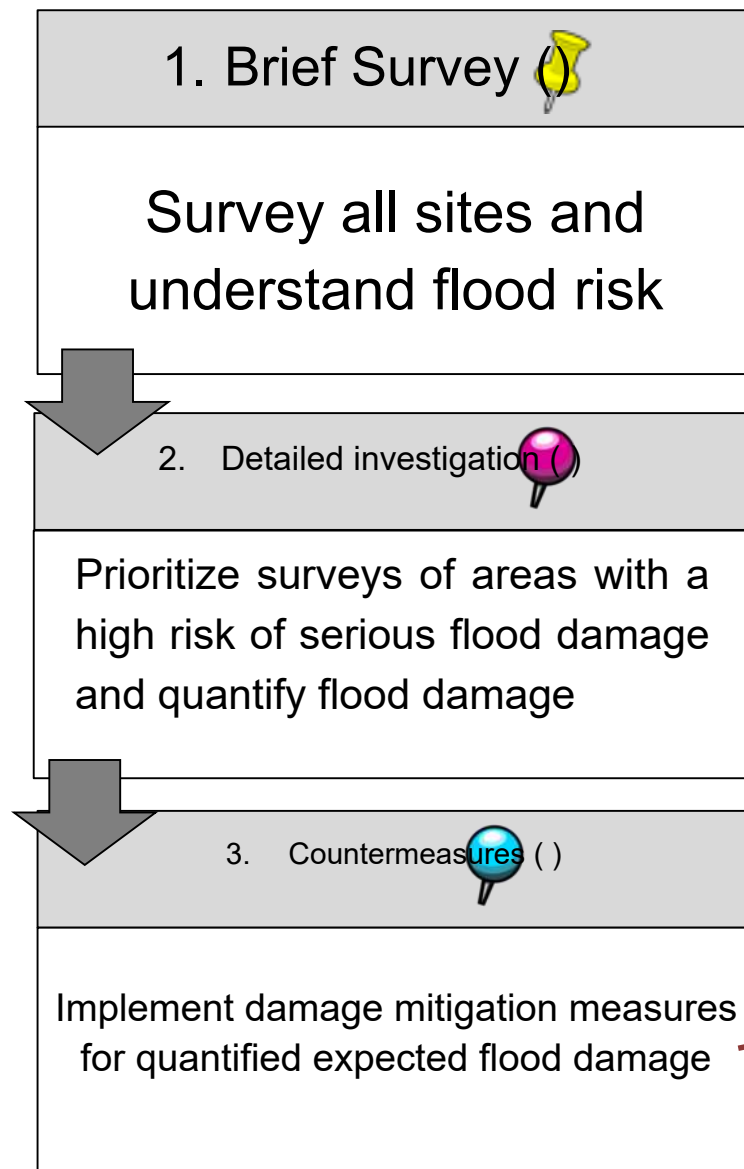 1. Brief Survey ()
Survey all sites and
understand flood risk
2. Detailed investigation ( )
Prioritize surveys of areas with a
high risk of serious flood damage
and quantify flood damage
3. Countermeasures ( )
Implement damage mitigation measures
for quantified expected flood damage